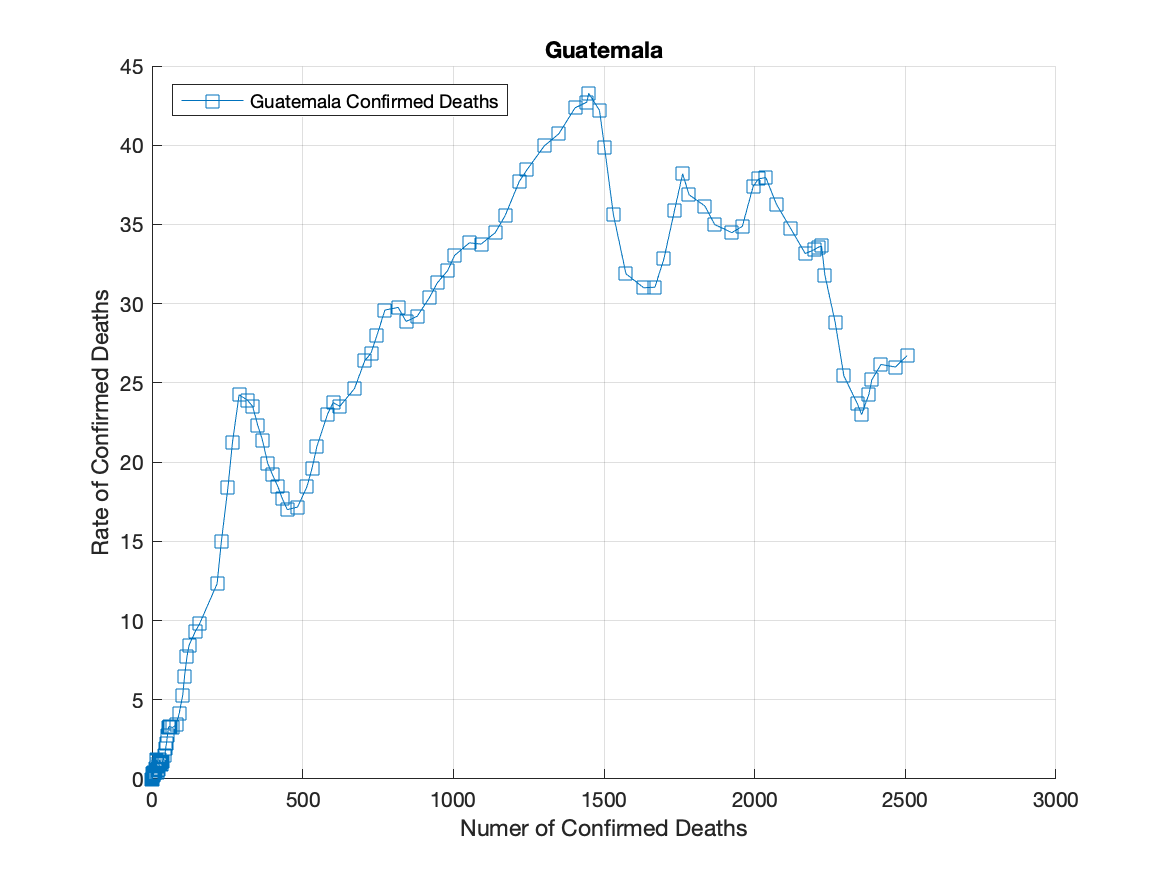 Guatemala
Guatemala Confirmed Deaths
45
40
35
30
25
20
15
10
5
0
Rate of Confirmed Deaths
0 500 1000 1500 2000 2500 3000
Numer of Confirmed Deaths